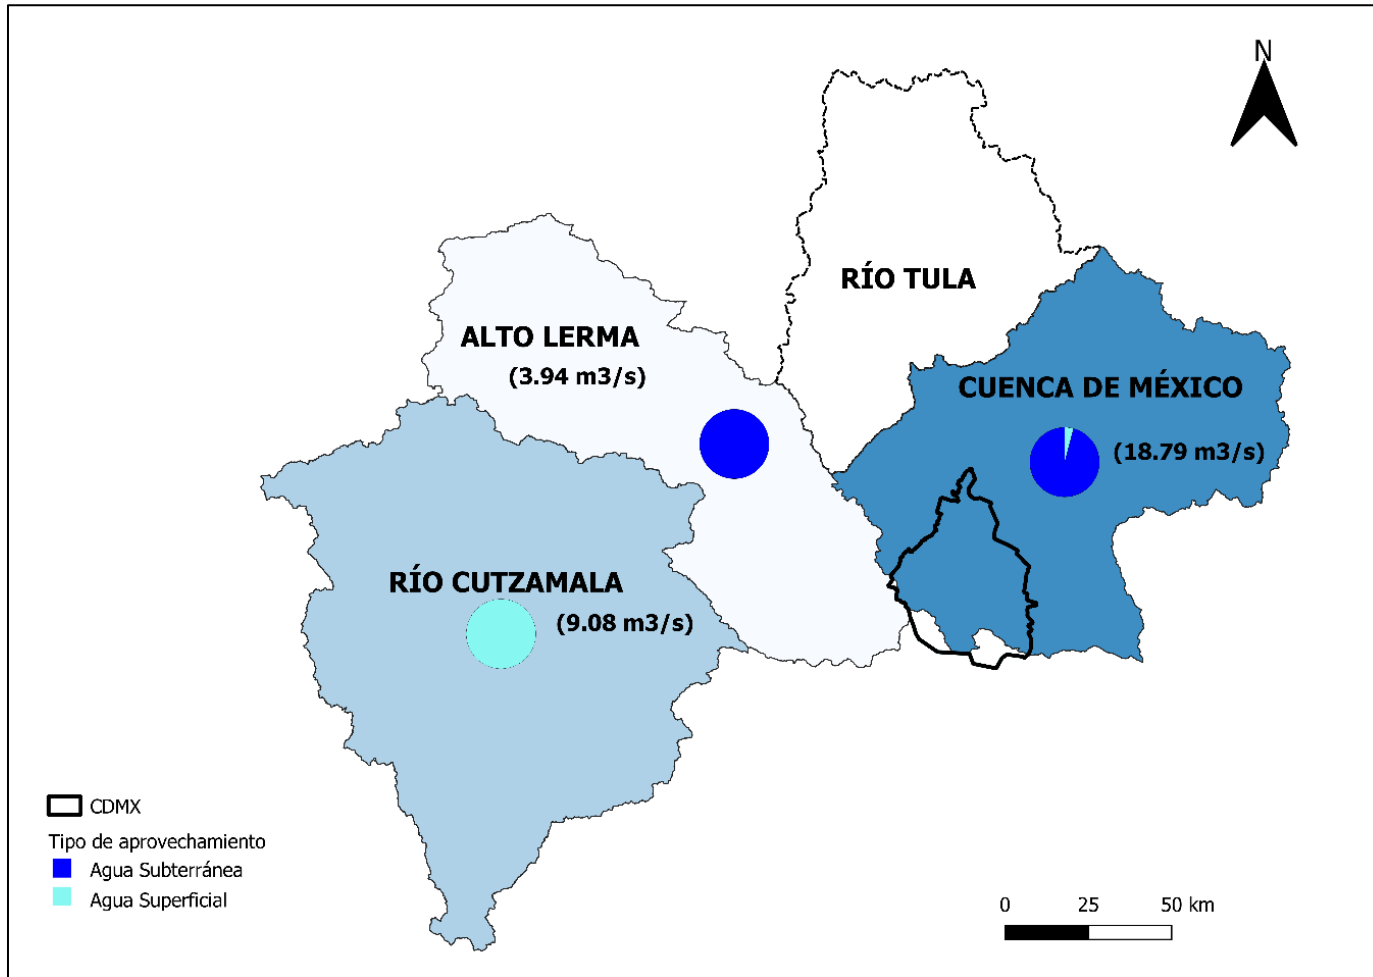 N
RÍO TULA
ALTO LERMA
(3.94 m3/s)
CUENCA DE MÉXICO
(18.79 m3/s)
RÍO CUTZAMALA
(9.08 m3/s)
CDMX
Tipo de aprovechamiento
Agua Subterránea
Agua Superficial
0 25 50 km